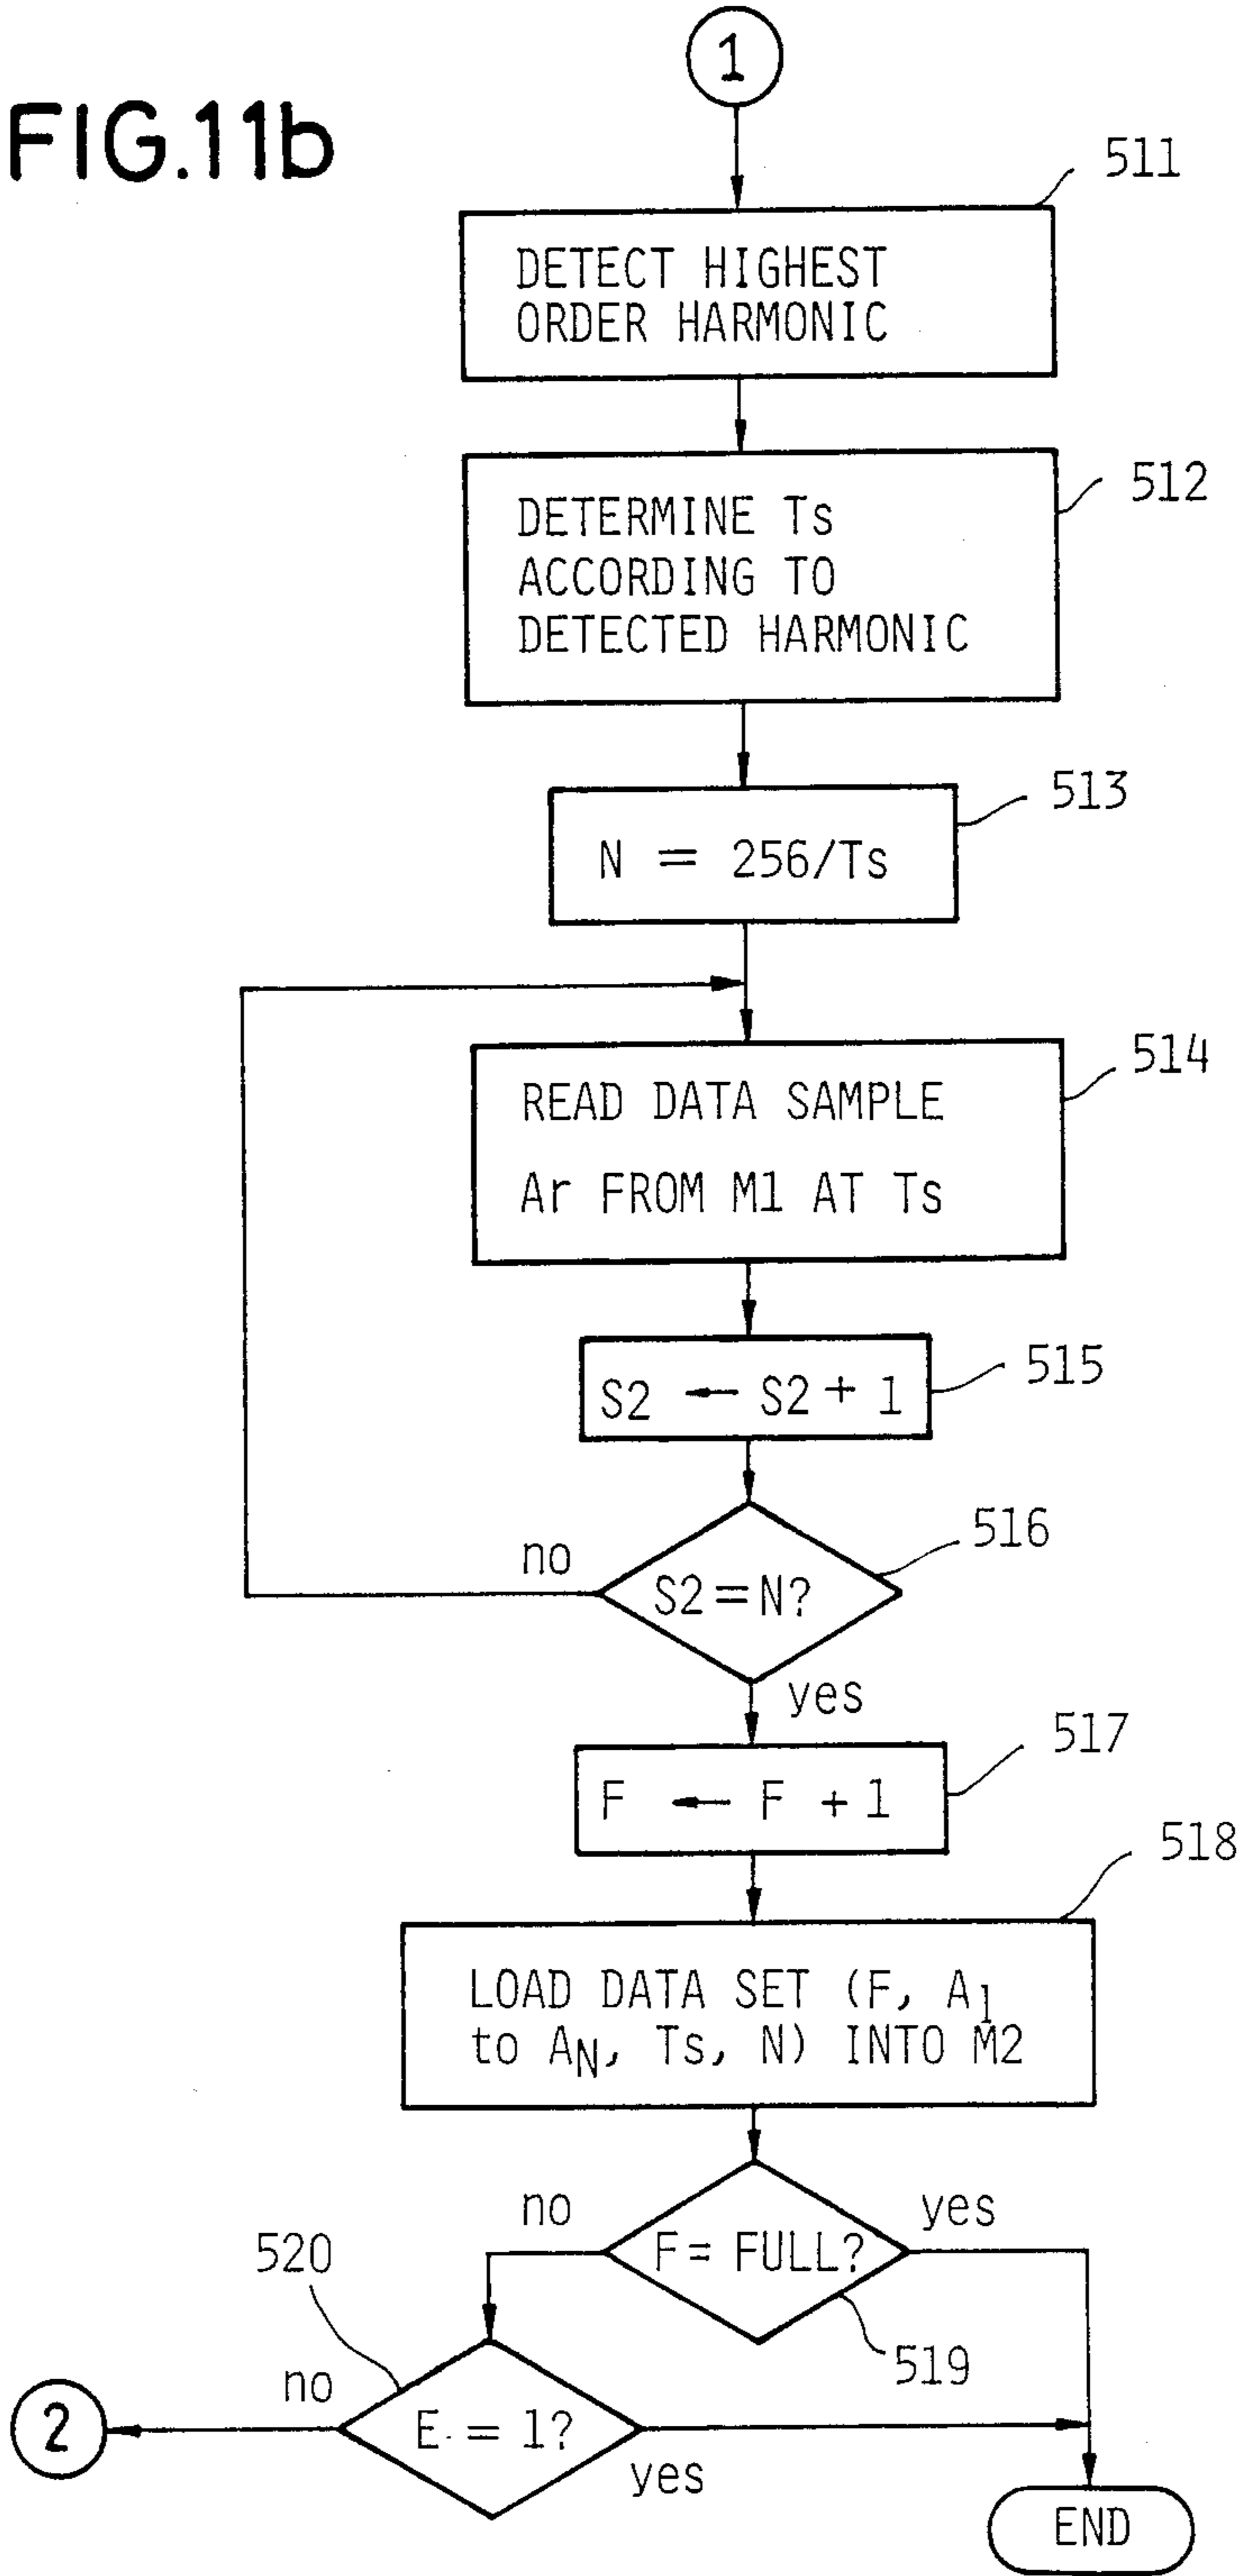 1
FIG.11b
511
DETECT HIGHEST
ORDER HARMONIC
512
DETERMINE Ts
ACCORDING TO
DETECTED HARMONIC
513
N = 256/Ts
514
READ DATA SAMPLE
Ar FROM M1 AT Ts
515
S2 ← S2 + 1
516
no
S2 = N?
yes
517
F ← F + 1
518
LOAD DATA SET (F, A1
to AN, Ts, N) INTO M2
no
yes
F = FULL?
520
519
no
2
E = 1?
yes
END